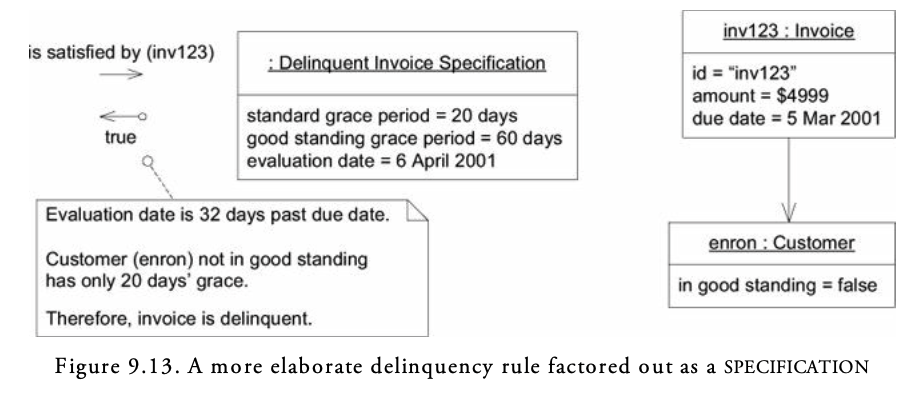 is satisfied by (inv123)
true
: Delinquent Invoice Specification
standard grace period = 20 days
good standing grace period = 60 days
evaluation date = 6 April 2001
inv123 : Invoice
id = “inv123”
amount = $4999
due date = 5 Mar 2001
Evaluation date is 32 days past due date.
Customer (enron) not in good standing
has only 20 days’ grace.
Therefore, invoice is delinquent.
enron : Customer
in good standing = false
Figure 9.13. A more elaborate delinquency rule factored out as a SPECIFICATION